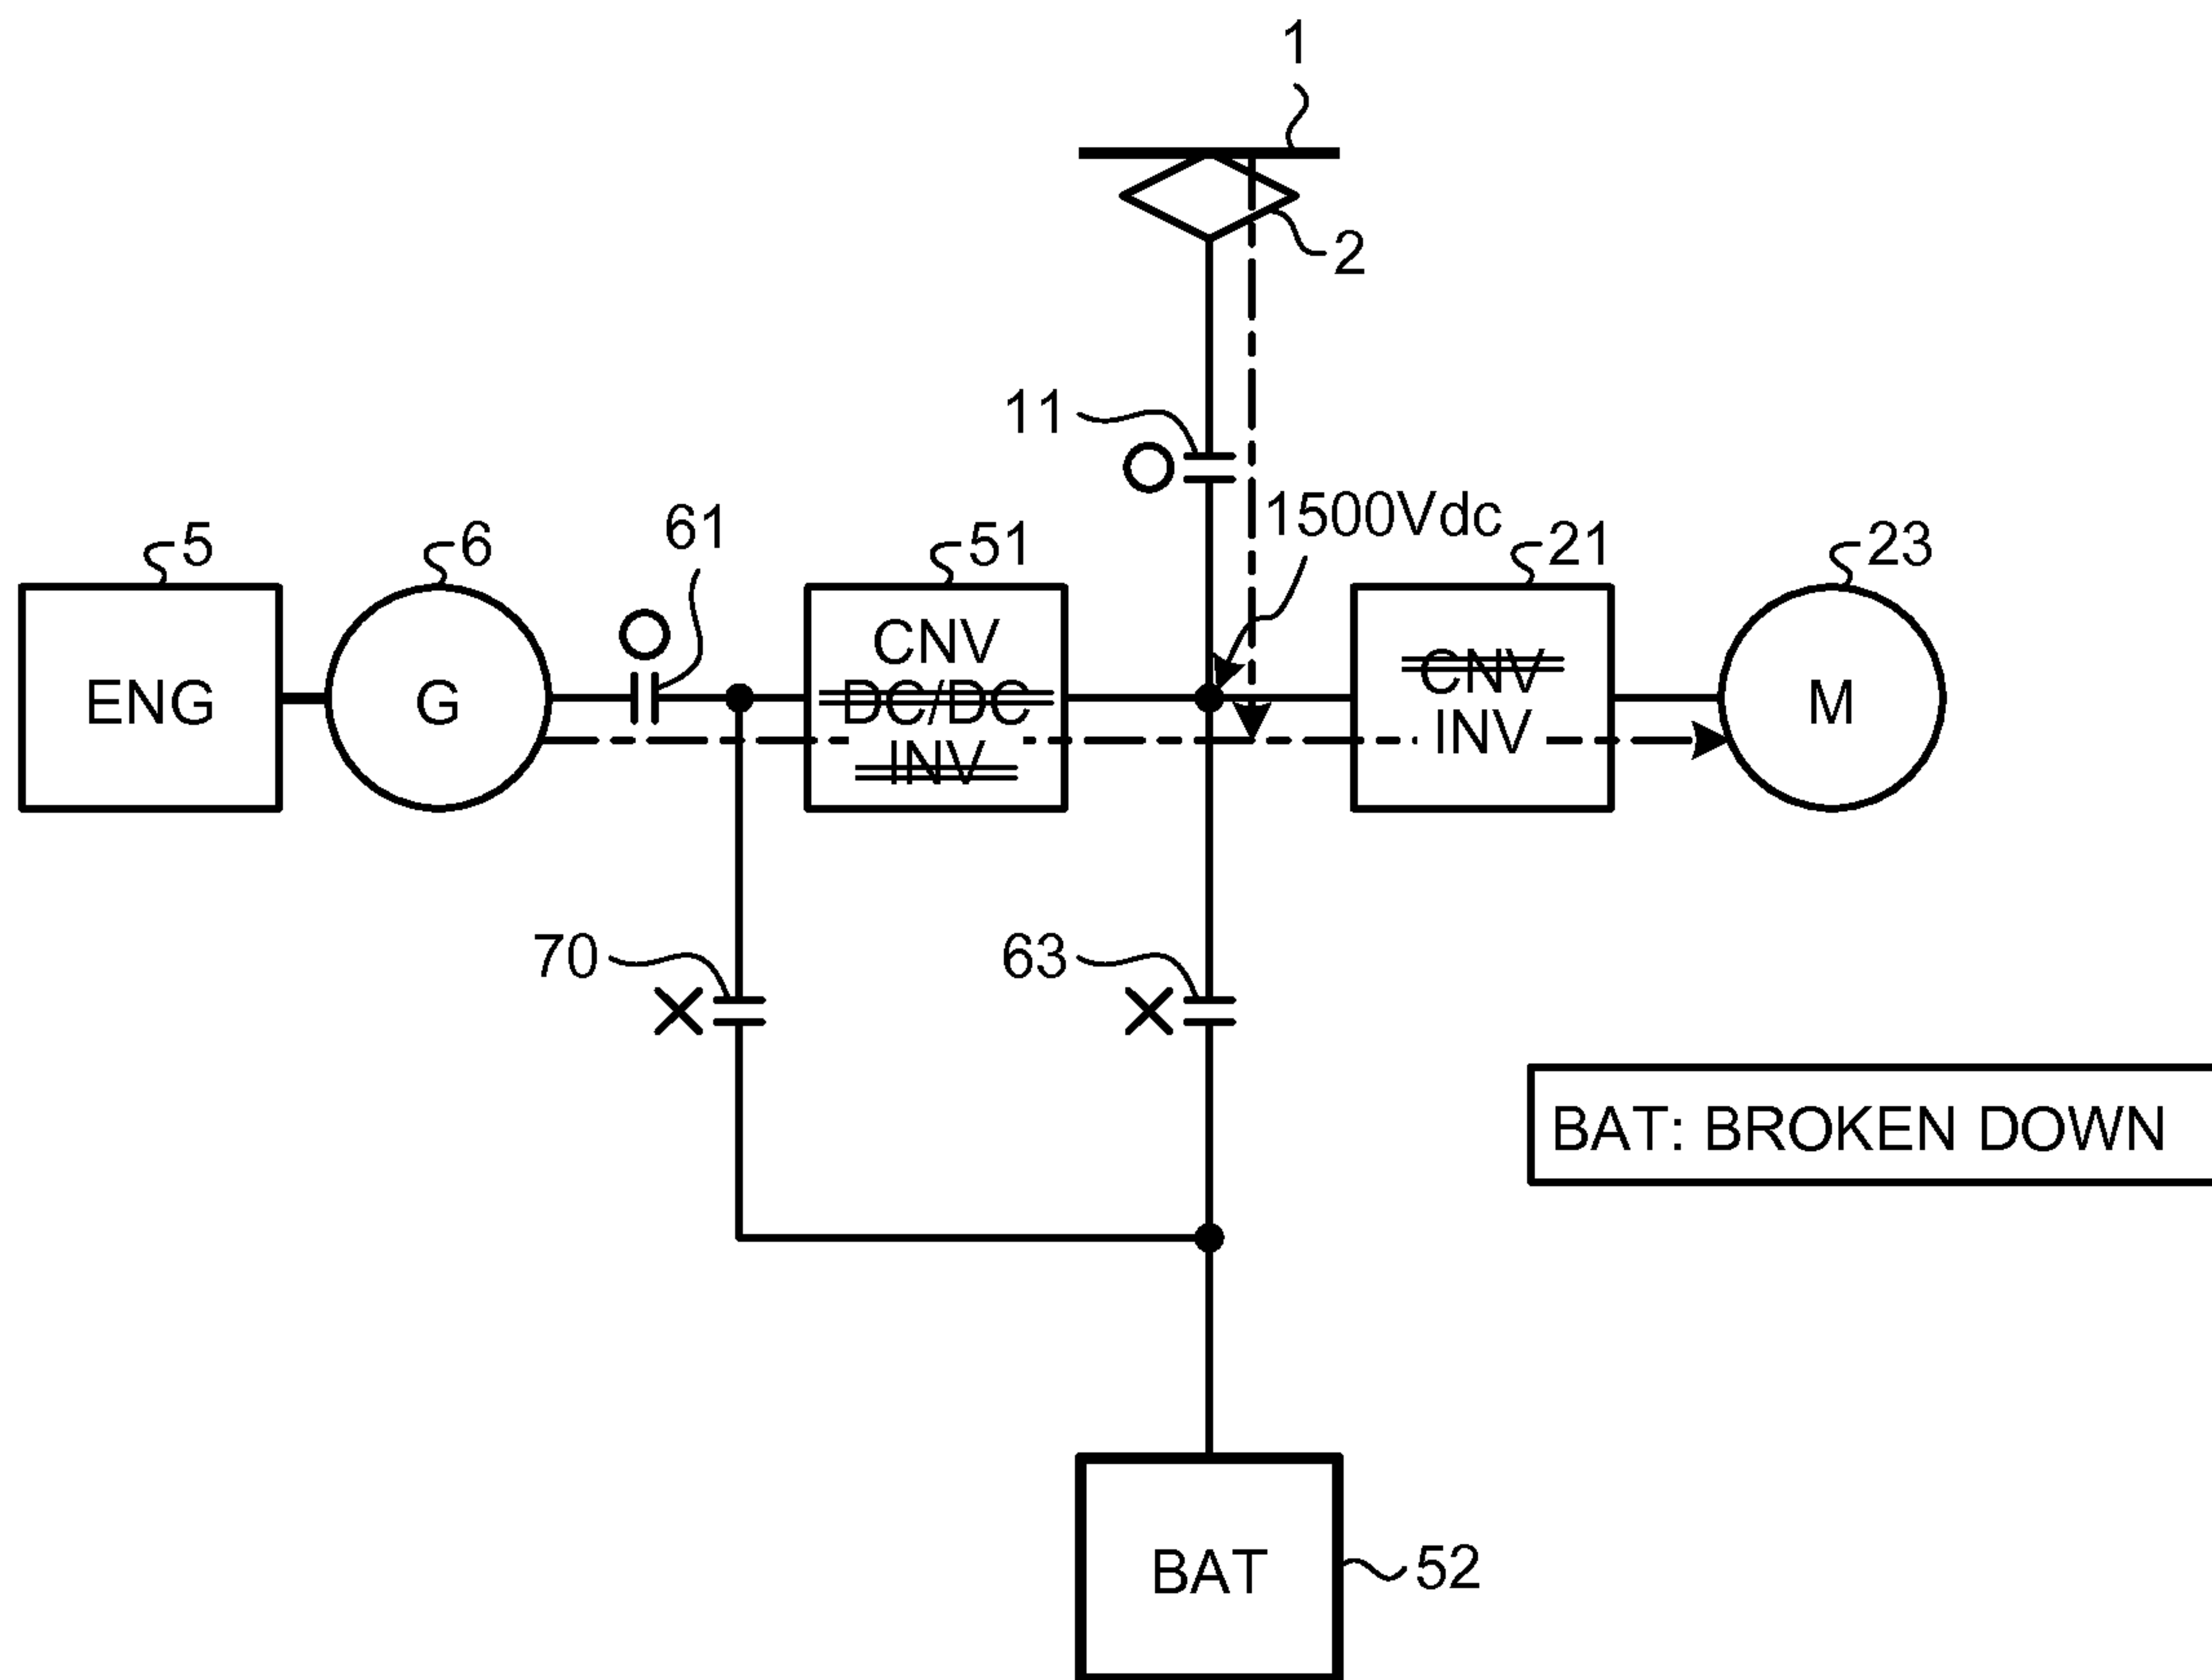 1
2
11
1500Vdc
61
5
6
51
21
23
ENG
G
CNV
DC/DC
INV
CNV
INV
M
70
63
BAT: BROKEN DOWN
BAT
52